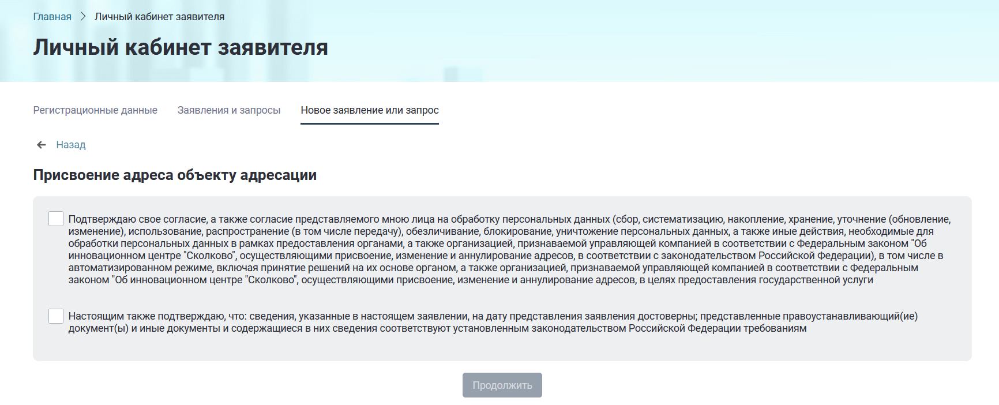 Главная > Личный кабинет заявителя
Личный кабинет заявителя
Регистрационные данные Заявления и запросы Новое заявление или запрос
← Назад
Присвоение адреса объекту адресации
Подтверждаю свое согласие, а также согласие представляемого мною лица на обработку персональных данных (сбор, систематизацию, накопление, хранение, уточнение (обновление,
изменение), использование, распространение (в том числе передачу), обезличивание, блокирование, уничтожение персональных данных, а также иные действия, необходимые для
обработки персональных данных в рамках предоставления органами, а также организацией, признаваемой управляющей компанией в соответствии с Федеральным законом "Об
инновационном центре "Сколково", осуществляющими присвоение, изменение и аннулирование адресов, в соответствии с законодательством Российской Федерации), в том числе в
автоматизированном режиме, включая принятие решений на их основе органом, а также организацией, признаваемой управляющей компанией в соответствии с Федеральным
законом "Об инновационном центре "Сколково", осуществляющими присвоение, изменение и аннулирование адресов, в целях предоставления государственной услуги
Настоящим также подтверждаю, что: сведения, указанные в настоящем заявлении, на дату представления заявления достоверны; представленные правоустанавливающий(ие)
документ(ы) и иные документы и содержащиеся в них сведения соответствуют установленным законодательством Российской Федерации требованиям
Продолжить